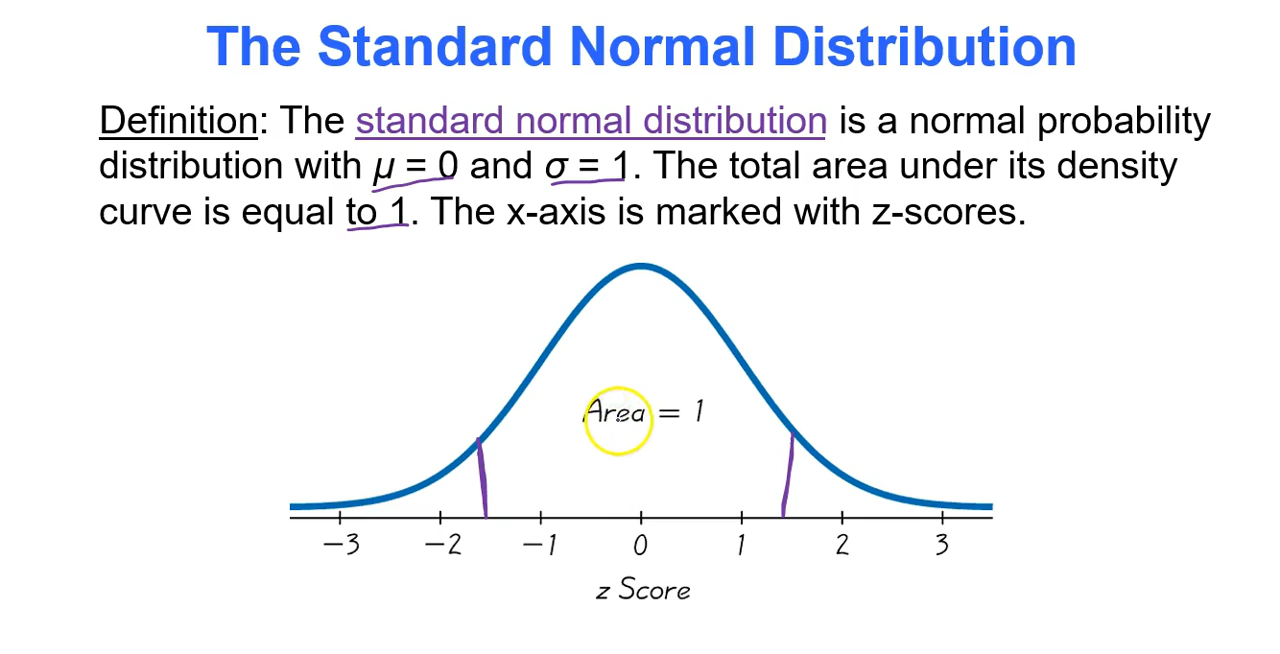 The Standard Normal Distribution
Definition: The standard normal distribution is a normal probability
distribution with μ = 0 and σ = 1. The total area under its density
curve is equal to 1. The x-axis is marked with z-scores.
Area = 1
−3 −2 −1 0 1 2 3
z Score